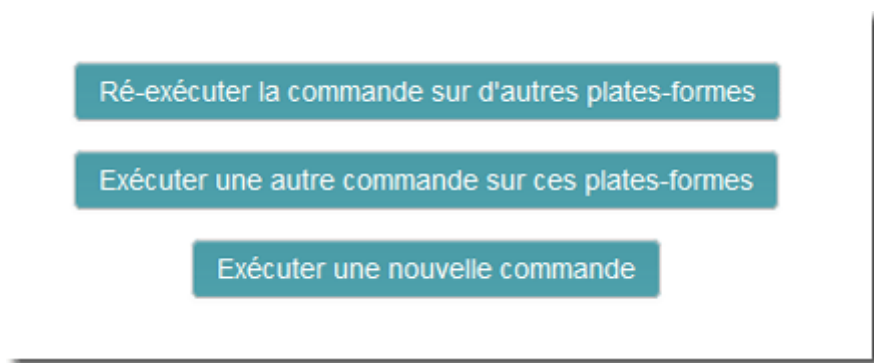 Ré-exécuter la commande sur d'autres plates-formes
Exécuter une autre commande sur ces plates-formes
Exécuter une nouvelle commande